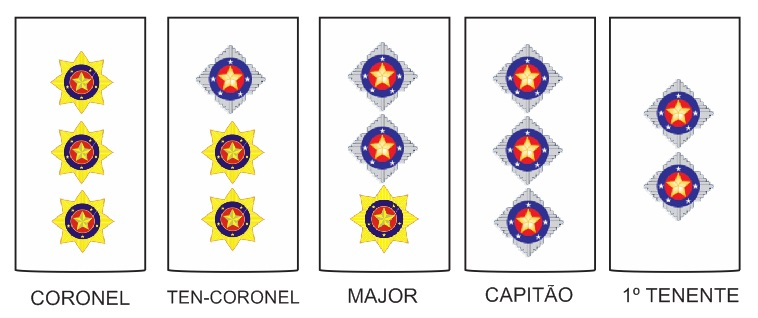 CORONEL
TEN-CORONEL
MAJOR
CAPITÃO
1º TENENTE